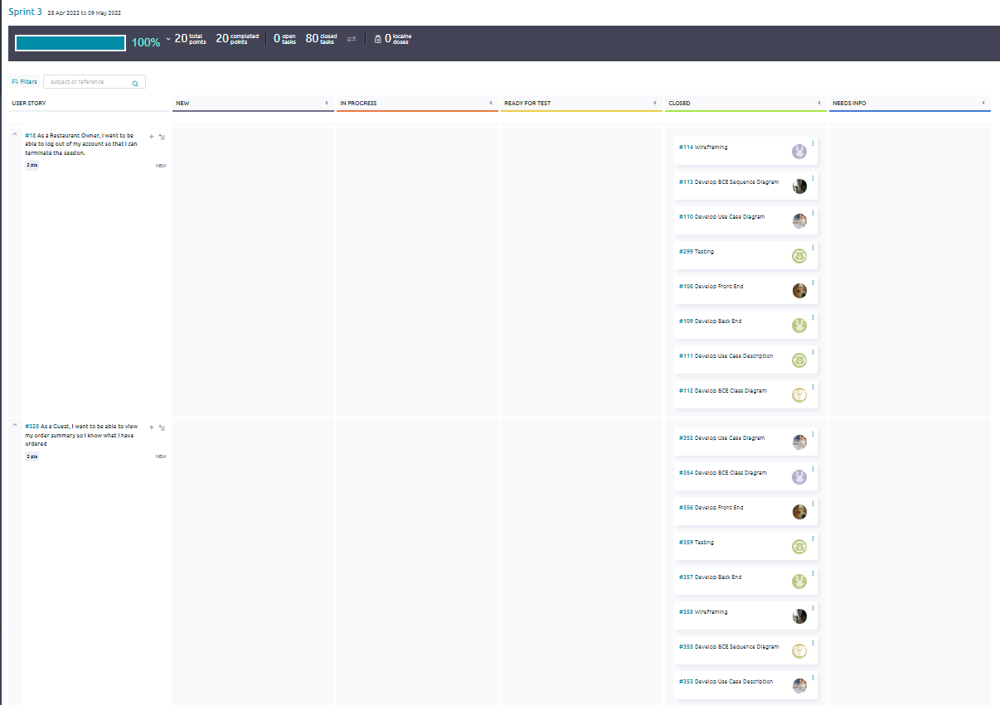 Sprint 3 28 Apr 2022 to 09 May 2022
100% 20 total points 20 completed points 0 open tasks 80 closed tasks 0 iocaine doses
Filters subject or reference
USER STORY NEW IN PROGRESS READY FOR TEST CLOSED NEEDS INFO
#18 As a Restaurant Owner, I want to be
able to log out of my account so that I can
terminate the session.
2 pts NEW
#114 Wireframing
#113 Develop BCE Sequence Diagram
#110 Develop Use Case Diagram
#299 Testing
#108 Develop Front End
#109 Develop Back End
#111 Develop Use Case Description
#112 Develop BCE Class Diagram
#328 As a Guest, I want to be able to view
my order summary so I know what I have
ordered
2 pts NEW
#352 Develop Use Case Diagram
#354 Develop BCE Class Diagram
#356 Develop Front End
#359 Testing
#357 Develop Back End
#358 Wireframing
#355 Develop BCE Sequence Diagram
#353 Develop Use Case Description